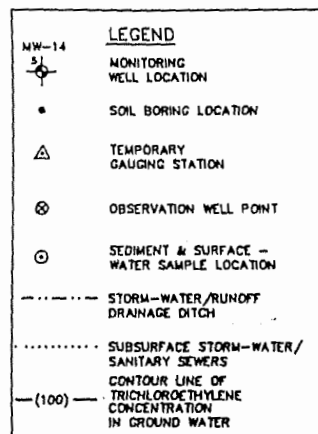 LEGEND
MW-14
5
MONITORING
WELL LOCATION
SOIL BORING LOCATION
TEMPORARY
GAUGING STATION
OBSERVATION WELL POINT
SEDIMENT & SURFACE -
WATER SAMPLE LOCATION
STORM-WATER/RUNOFF
DRAINAGE DITCH
SUBSURFACE STORM-WATER/
SANITARY SEWERS
CONTOUR LINE OF
(100) TRICHLOROETHYLENE
CONCENTRATION
IN GROUND WATER